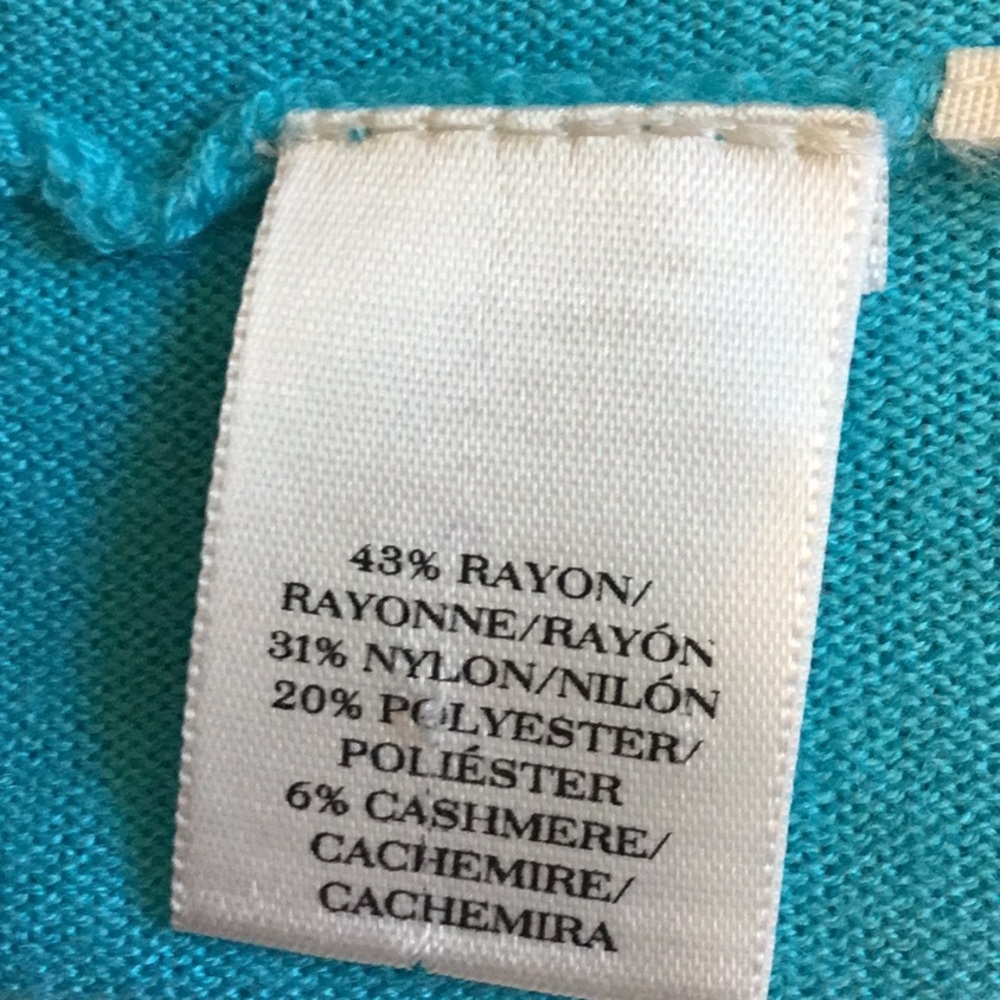 43% RAYON/
RAYONNE/RAYÓN
31% NYLON/NILÓN
20% POLYESTER/
POLIÉSTER
6% CASHMERE/
CACHEMIRE/
CACHEMIRA